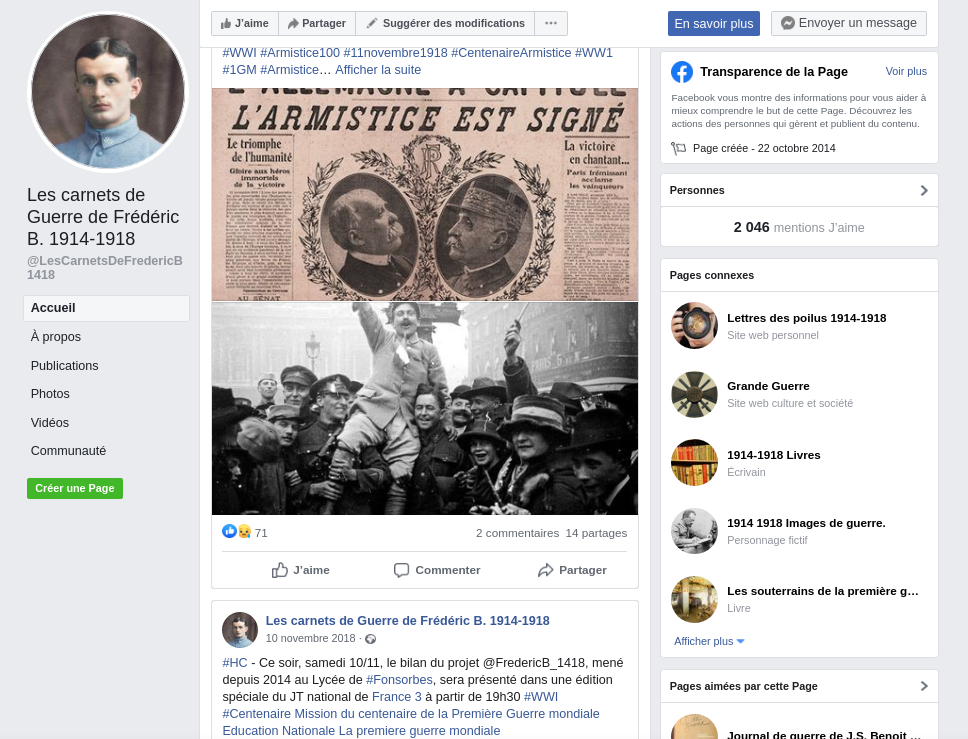 J'aime
Partager
Suggérer des modifications
En savoir plus
Envoyer un message
Les carnets de
Guerre de Frédéric
B. 1914-1918
@LesCarnetsDeFredericB
1418
Accueil
À propos
Publications
Photos
Vidéos
Communauté
Créer une Page
#WWI #Armistice100 #11novembre1918 #CentenaireArmistice #WW1
#1GM #Armistice… Afficher la suite
L'ARMISTICE EST SIGNÉ
Le triomphe
de l'humanité
Gloire aux héros
immortels
de la victoire
La victoire
en chantant...
Paris frémissant
acclame
les vainqueurs
AU SÉNAT
71
2 commentaires 14 partages
J'aime
Commenter
Partager
Les carnets de Guerre de Frédéric B. 1914-1918
10 novembre 2018 ·
#HC - Ce soir, samedi 10/11, le bilan du projet @FredericB_1418, mené
depuis 2014 au Lycée de #Fonsorbes, sera présenté dans une édition
spéciale du JT national de France 3 à partir de 19h30 #WWI
#Centenaire Mission du centenaire de la Première Guerre mondiale
Education Nationale La premiere guerre mondiale
Transparence de la Page
Voir plus
Facebook vous montre des informations pour vous aider à
mieux comprendre le but de cette Page. Découvrez les
actions des personnes qui gèrent et publient du contenu.
Page créée - 22 octobre 2014
Personnes
2 046 mentions J'aime
Pages connexes
Lettres des poilus 1914-1918
Site web personnel
Grande Guerre
Site web culture et société
1914-1918 Livres
Écrivain
1914 1918 Images de guerre.
Personnage fictif
Les souterrains de la première g…
Livre
Afficher plus
Pages aimées par cette Page
Journal de guerre de J.S. Benoit …